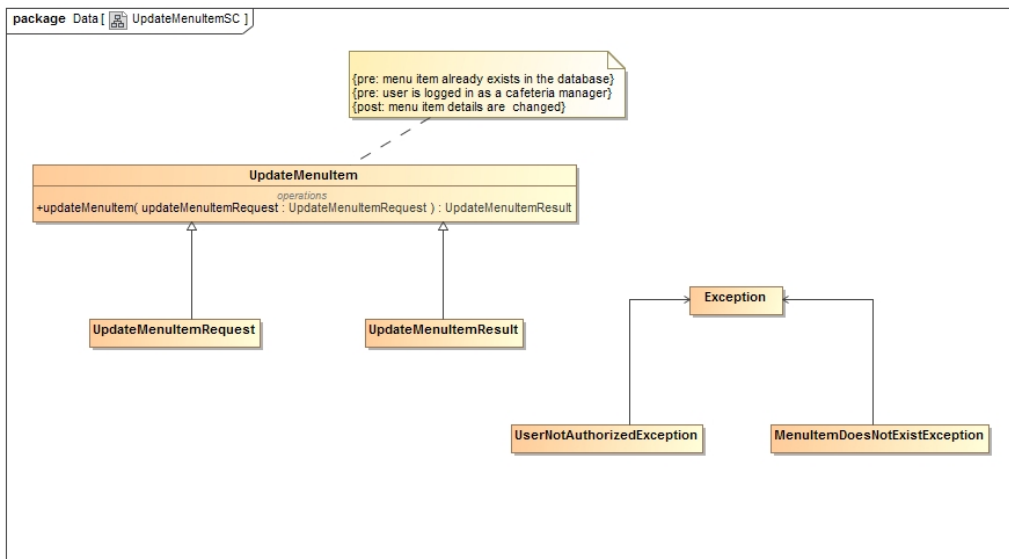 package Data [ UpdateMenuItemSC ]
{pre: menu item already exists in the database}
{pre: user is logged in as a cafeteria manager}
{post: menu item details are changed}
UpdateMenuItem
operations
+updateMenuItem( updateMenuItemRequest : UpdateMenuItemRequest ) : UpdateMenuItemResult
Exception
UpdateMenuItemRequest
UpdateMenuItemResult
UserNotAuthorizedException
MenuItemDoesNotExistException